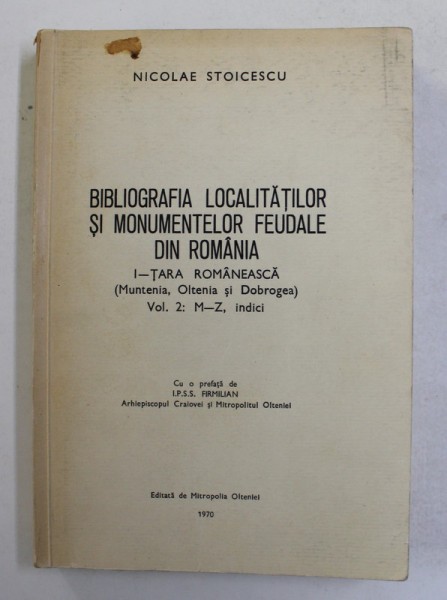 NICOLAE STOICESCU
BIBLIOGRAFIA LOCALITĂȚILOR
ȘI MONUMENTELOR FEUDALE
DIN ROMÂNIA
I—ȚARA ROMÂNEASCĂ
(Muntenia, Oltenia și Dobrogea)
Vol. 2: M—Z, indici
Cu o prefață de
I.P.S.S. FIRMILIAN
Arhiepiscopul Craiovei și Mitropolitul Olteniei
Editată de Mitropolia Olteniei
1970